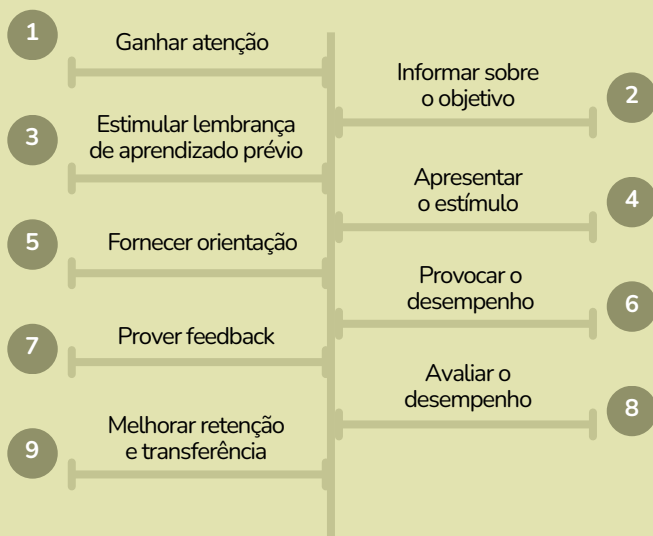 1
Ganhar atenção
Informar sobre
o objetivo
2
3
Estimular lembrança
de aprendizado prévio
Apresentar
o estímulo
4
5
Fornecer orientação
Provocar o
desempenho
6
7
Prover feedback
Avaliar o
desempenho
8
9
Melhorar retenção
e transferência